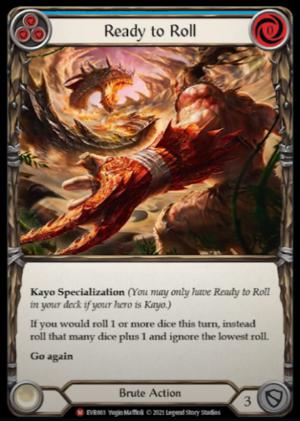 Ready to Roll
Kayo Specialization (You may only have Ready to Roll
in your deck if your hero is Kayo.)
If you would roll 1 or more dice this turn, instead
roll that many dice plus 1 and ignore the lowest roll.
Go again
Brute Action
3
M EVR003 Yogin Maffioli © 2021 Legend Story Studios